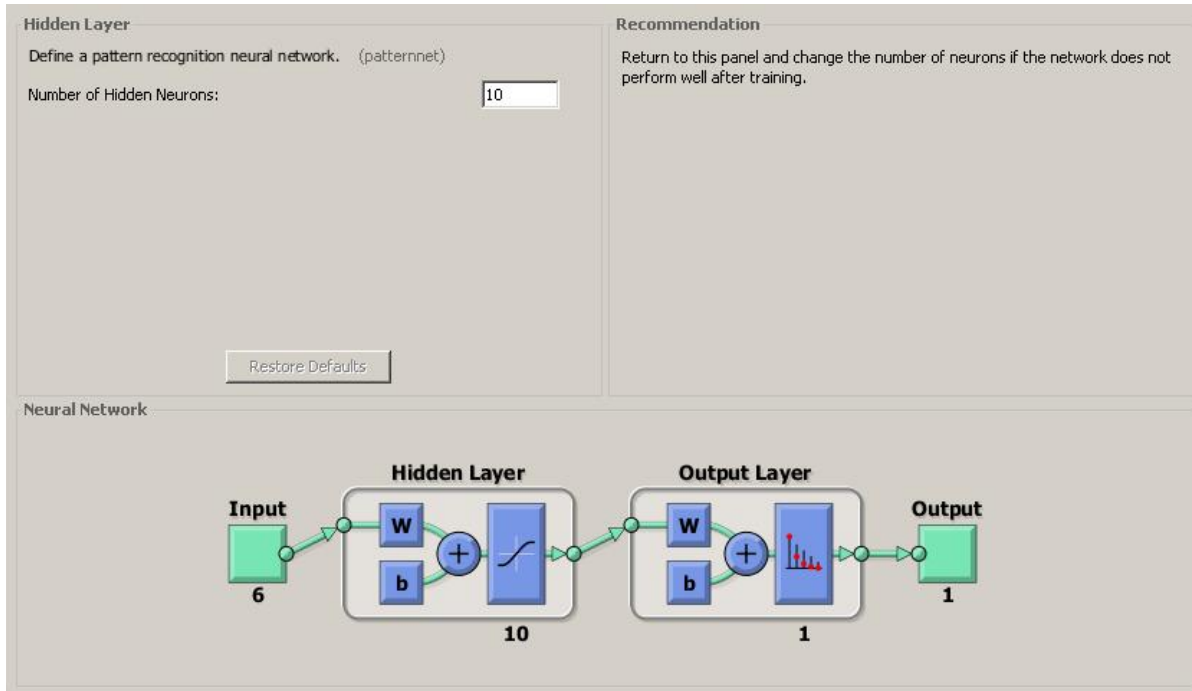 Hidden Layer
Define a pattern recognition neural network. (patternnet)
Number of Hidden Neurons:
10
Restore Defaults
Recommendation
Return to this panel and change the number of neurons if the network does not
perform well after training.
Neural Network
Hidden Layer
Output Layer
Input
Output
W
b
+
W
b
+
6
10
1
1